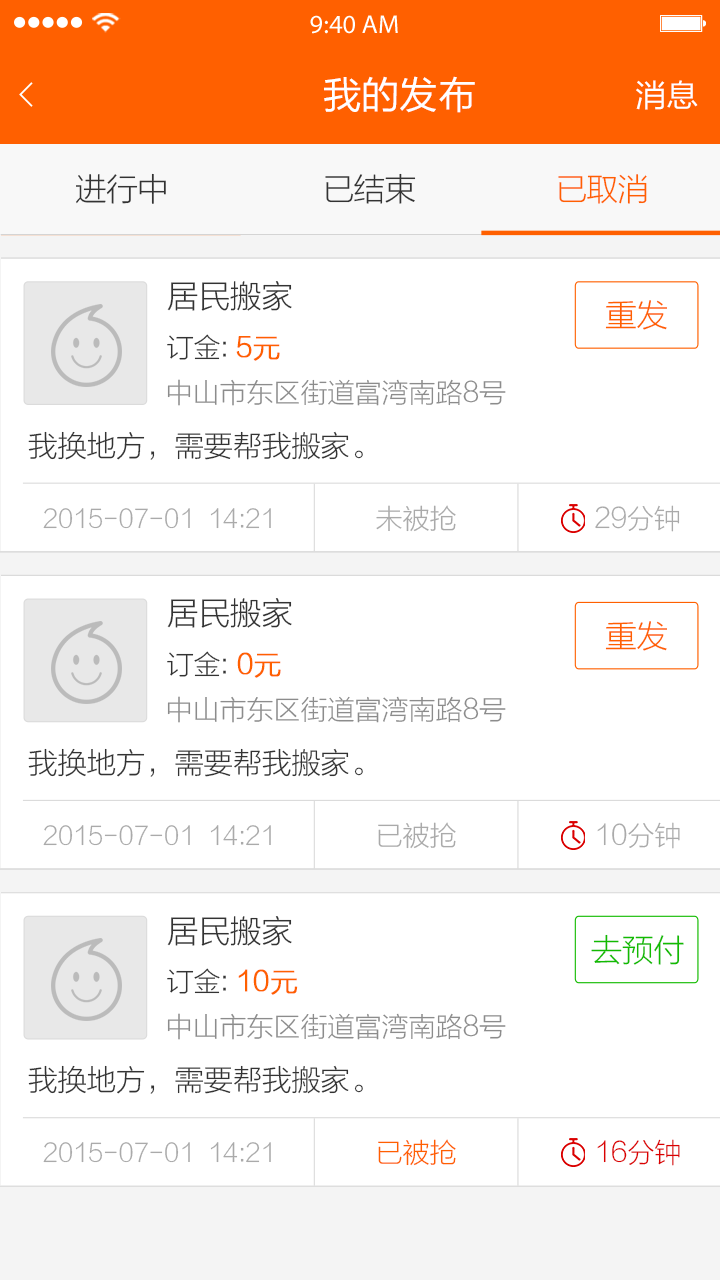 9:40 AM
我的发布
消息
进行中
已结束
已取消
居民搬家
重发
订金: 5元
中山市东区街道富湾南路8号
我换地方，需要帮我搬家。
2015-07-01 14:21
未被抢
29分钟
居民搬家
重发
订金: 0元
中山市东区街道富湾南路8号
我换地方，需要帮我搬家。
2015-07-01 14:21
已被抢
10分钟
居民搬家
去预付
订金: 10元
中山市东区街道富湾南路8号
我换地方，需要帮我搬家。
2015-07-01 14:21
已被抢
16分钟